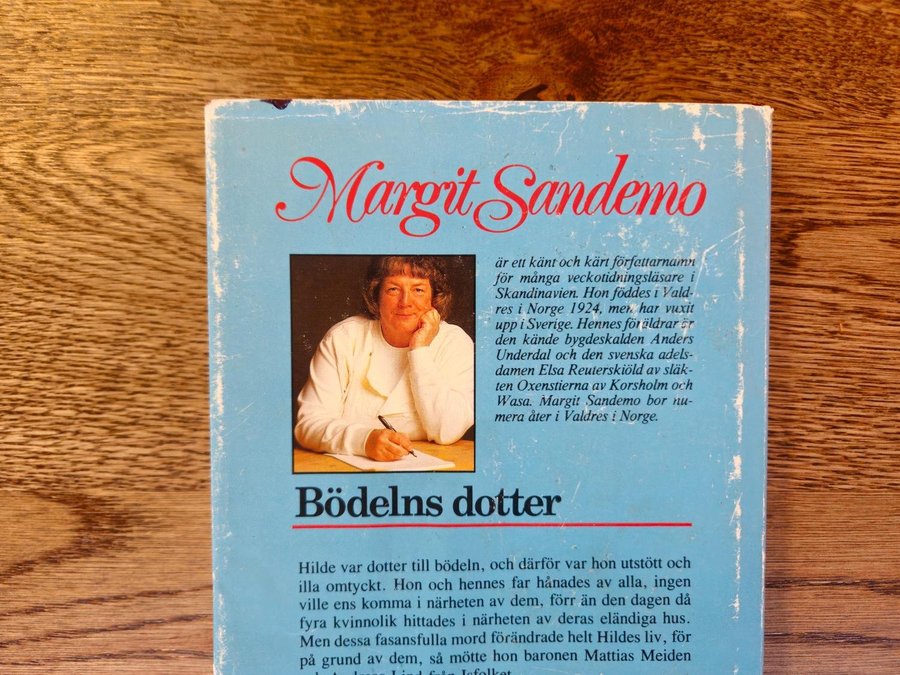 Margit Sandemo
är ett känt och kärt författarnamn
för många veckotidningsläsare i
Skandinavien. Hon föddes i Vald-
res i Norge 1924, men har vuxit
upp i Sverige. Hennes föräldrar är
den kände bygdeskalden Anders
Underdal och den svenska adels-
damen Elsa Reuterskiöld av släk-
ten Oxenstierna av Korsholm och
Wasa. Margit Sandemo bor nu-
mera åter i Valdres i Norge.
Bödelns dotter
Hilde var dotter till bödeln, och därför var hon utstött och
illa omtyckt. Hon och hennes far hånades av alla, ingen
ville ens komma i närheten av dem, förr än den dagen då
fyra kvinnolik hittades i närheten av deras eländiga hus.
Men dessa fasansfulla mord förändrade helt Hildes liv, för
på grund av dem, så mötte hon baronen Mattias Meiden
och Andreas Lind från Isfolket.